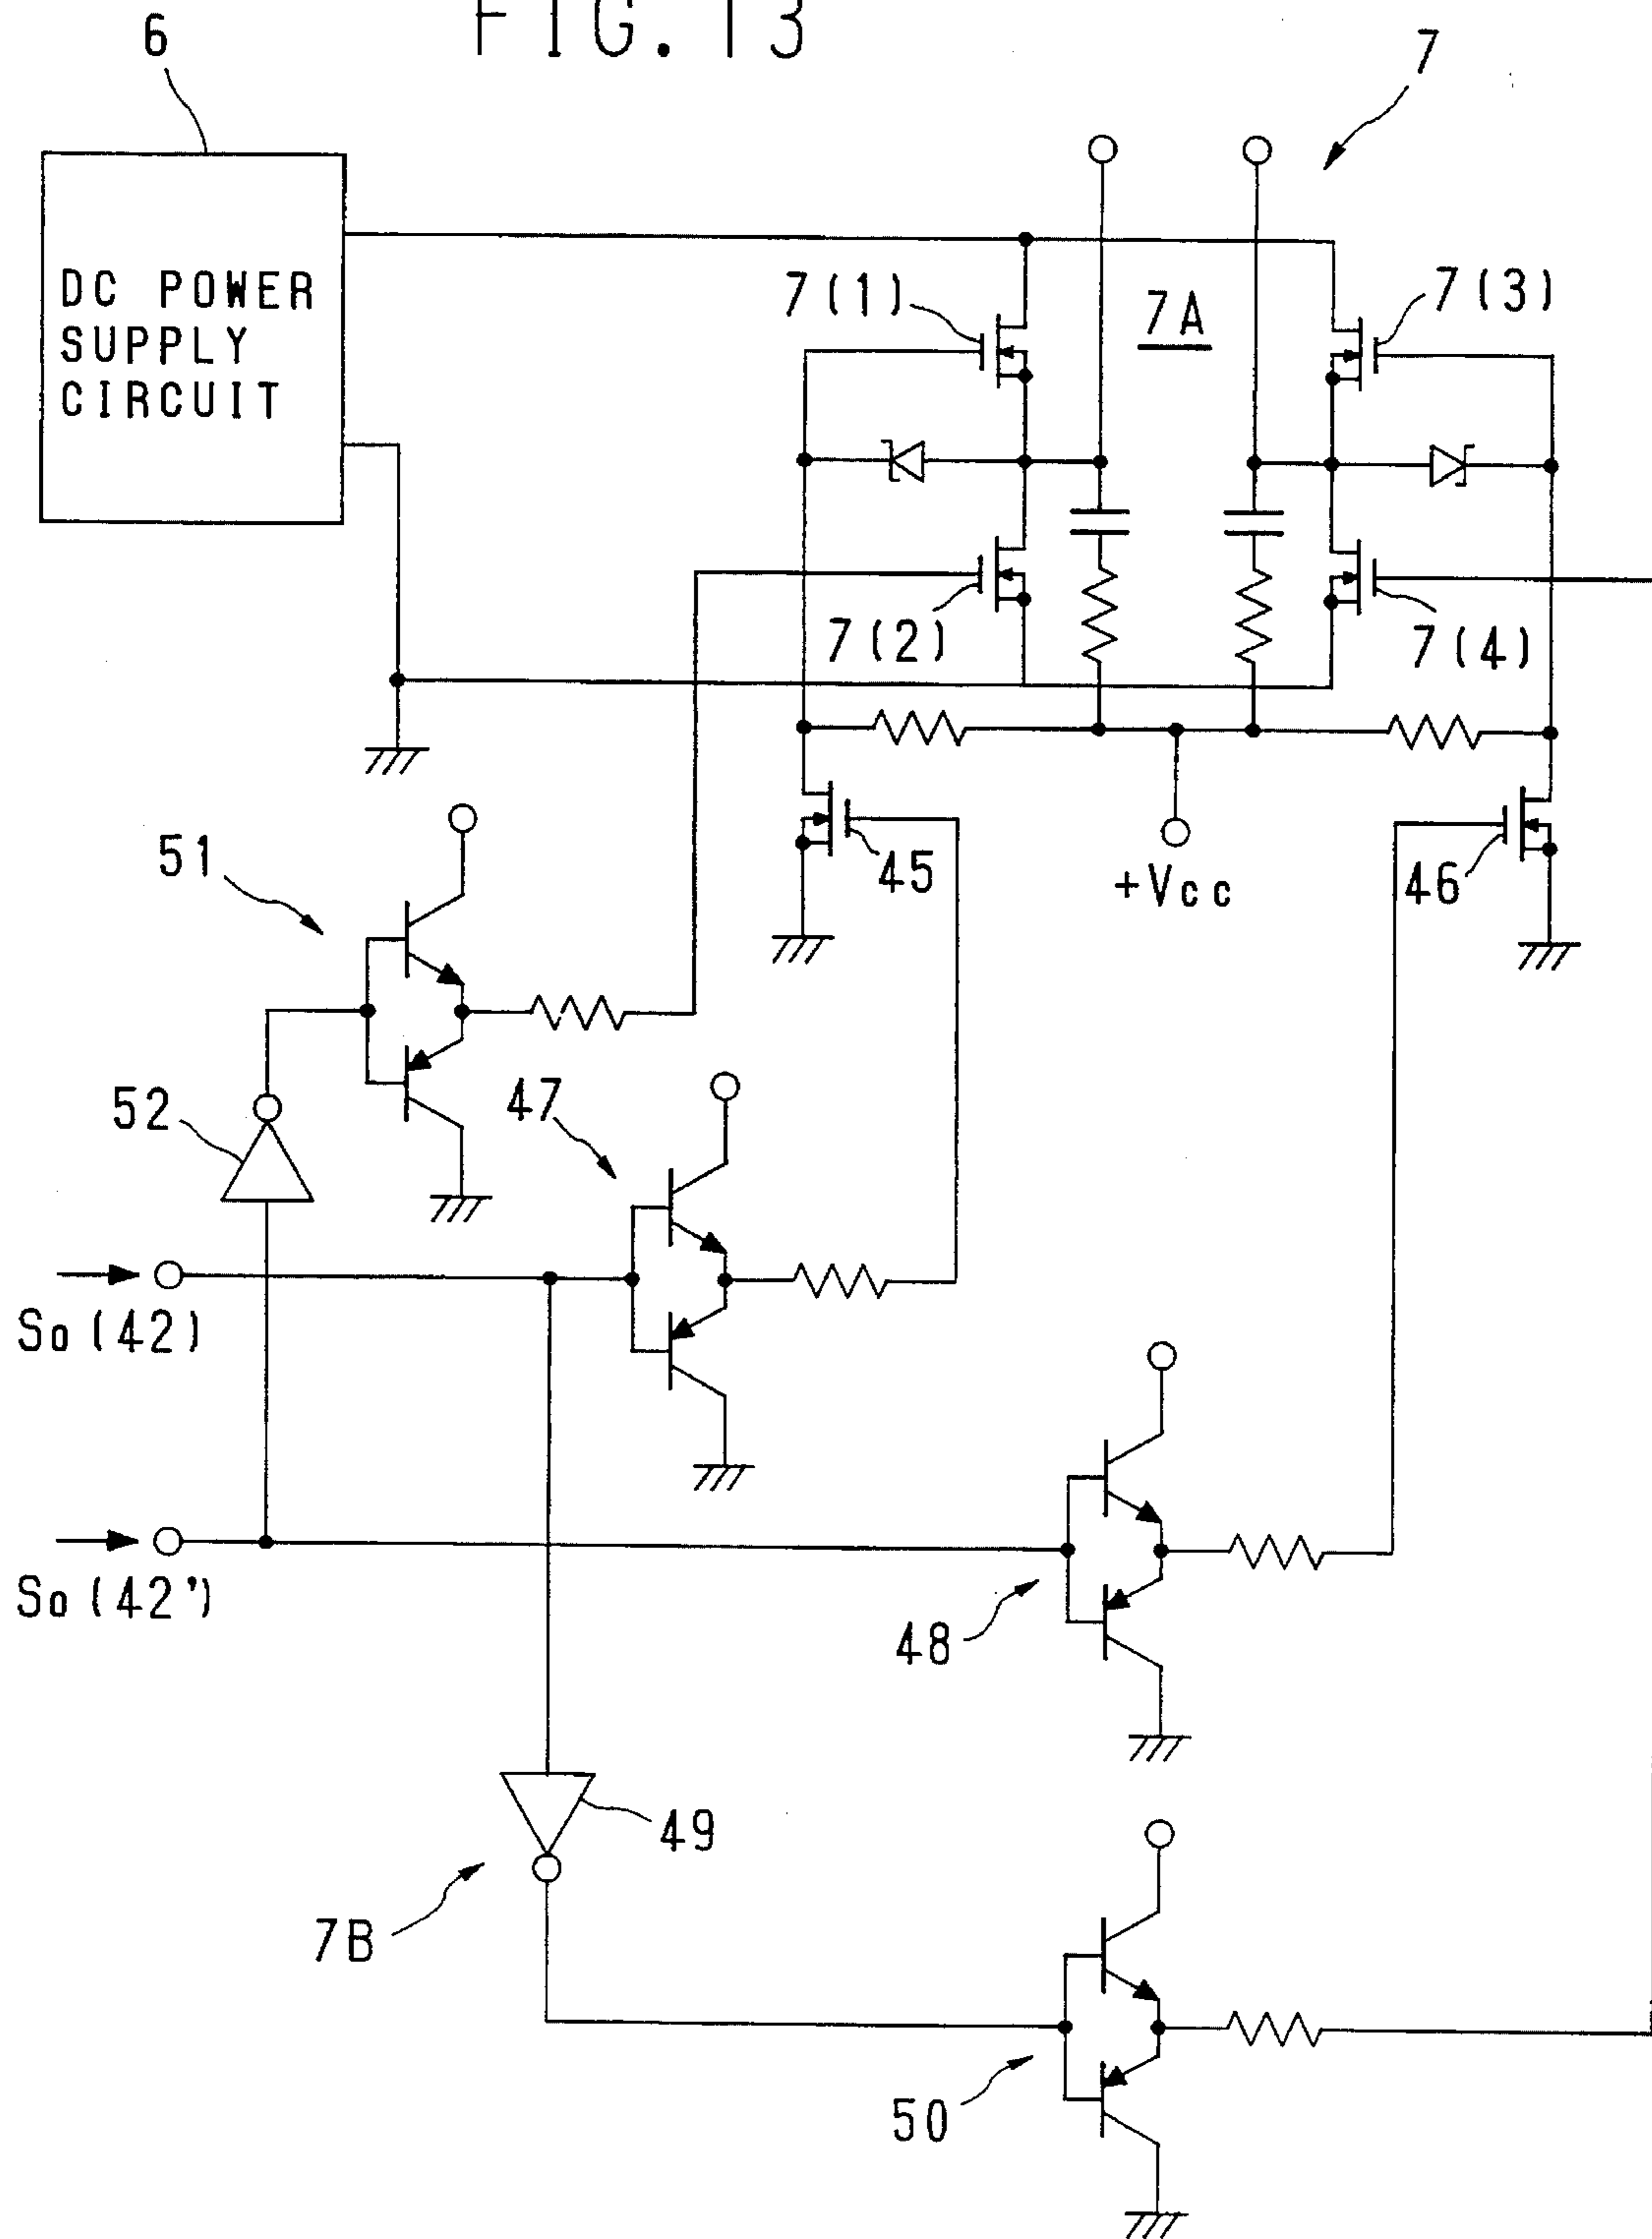 FIG. 13
6
7
DC POWER
SUPPLY
CIRCUIT
7(1)
7A
7(3)
7(2)
7(4)
51
45
+Vcc
46
52
47
So(42)
So(42')
48
49
7B
50